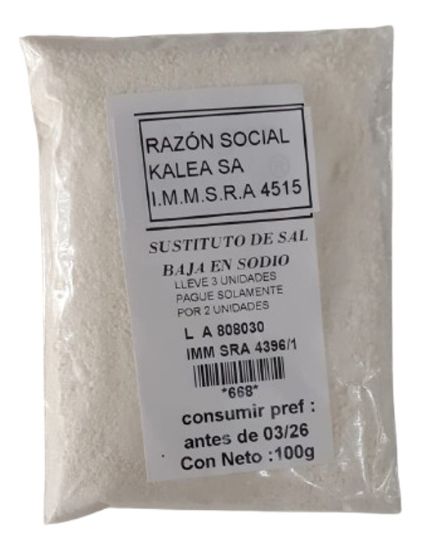 RAZÓN SOCIAL
KALEA SA
I.M.M.S.R.A 4515
SUSTITUTO DE SAL
BAJA EN SODIO
LLEVE 3 UNIDADES
PAGUE SOLAMENTE
POR 2 UNIDADES
L A 808030
IMM SRA 4396/1
*668*
consumir pref :
antes de 03/26
Con Neto :100g